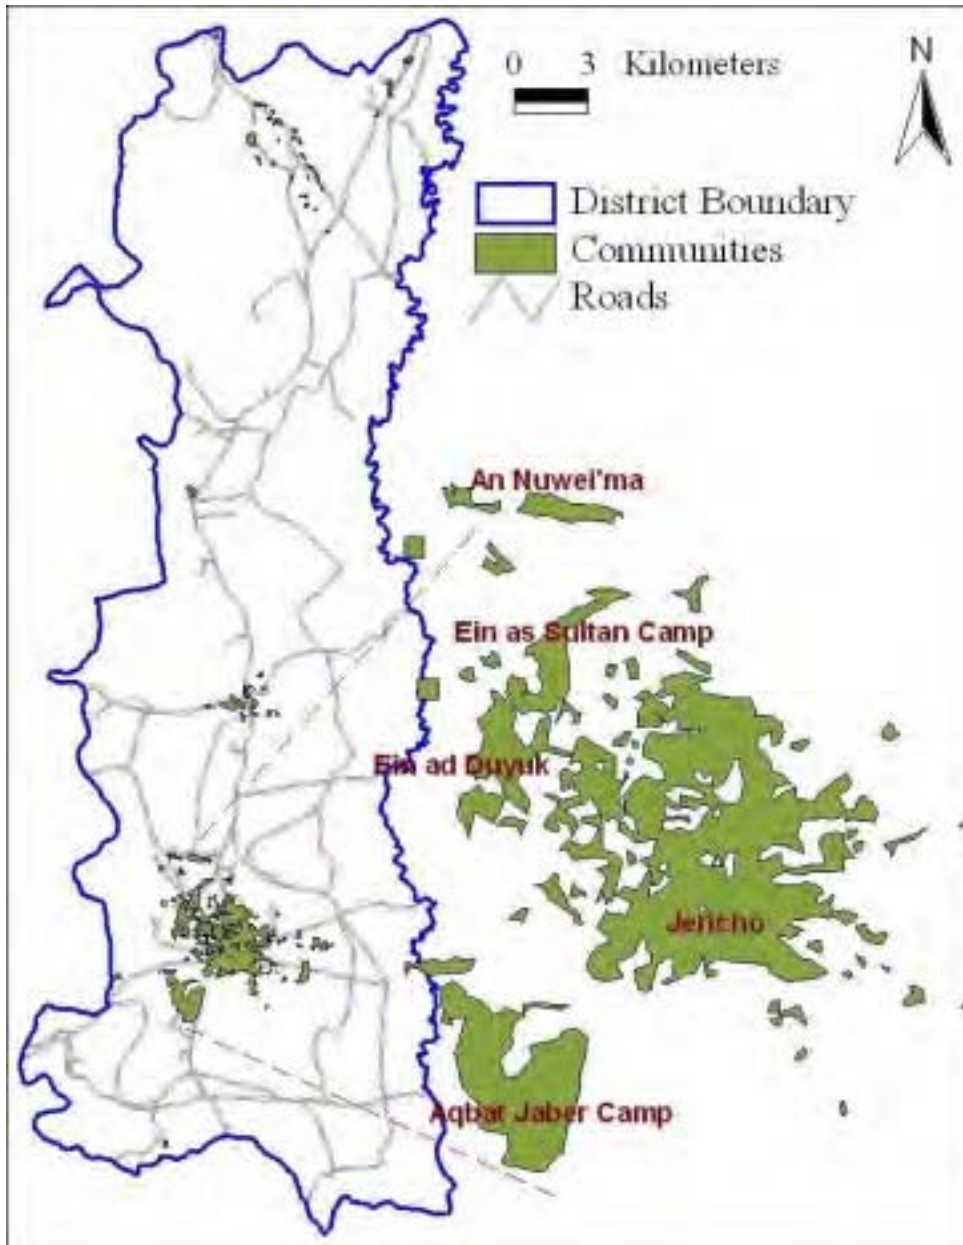 0 3 Kilometers
N
District Boundary
Communities
Roads
An Nuwei'ma
Ein as Sultan Camp
Ein ad Duyuk
Jericho
Aqbat Jaber Camp